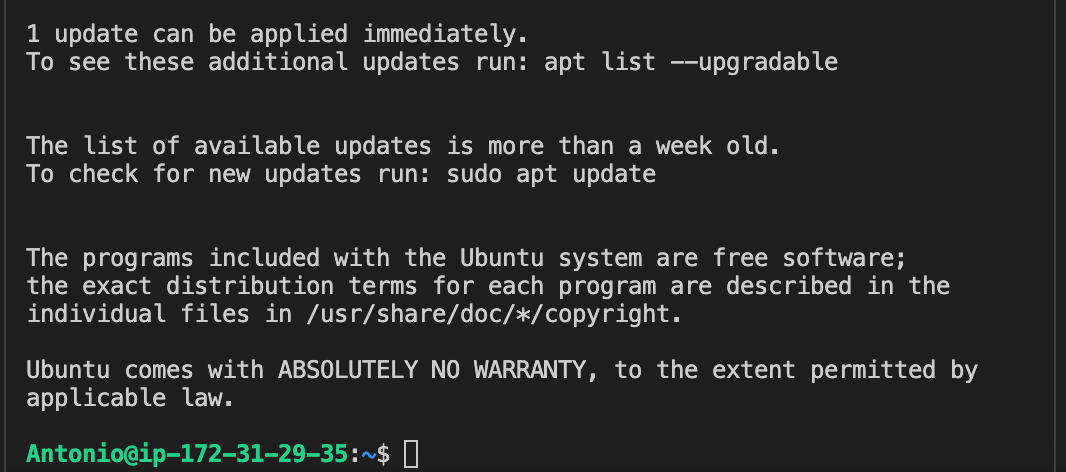 1 update can be applied immediately.
To see these additional updates run: apt list --upgradable
The list of available updates is more than a week old.
To check for new updates run: sudo apt update
The programs included with the Ubuntu system are free software;
the exact distribution terms for each program are described in the
individual files in /usr/share/doc/*/copyright.
Ubuntu comes with ABSOLUTELY NO WARRANTY, to the extent permitted by
applicable law.
Antonio@ip-172-31-29-35:~$